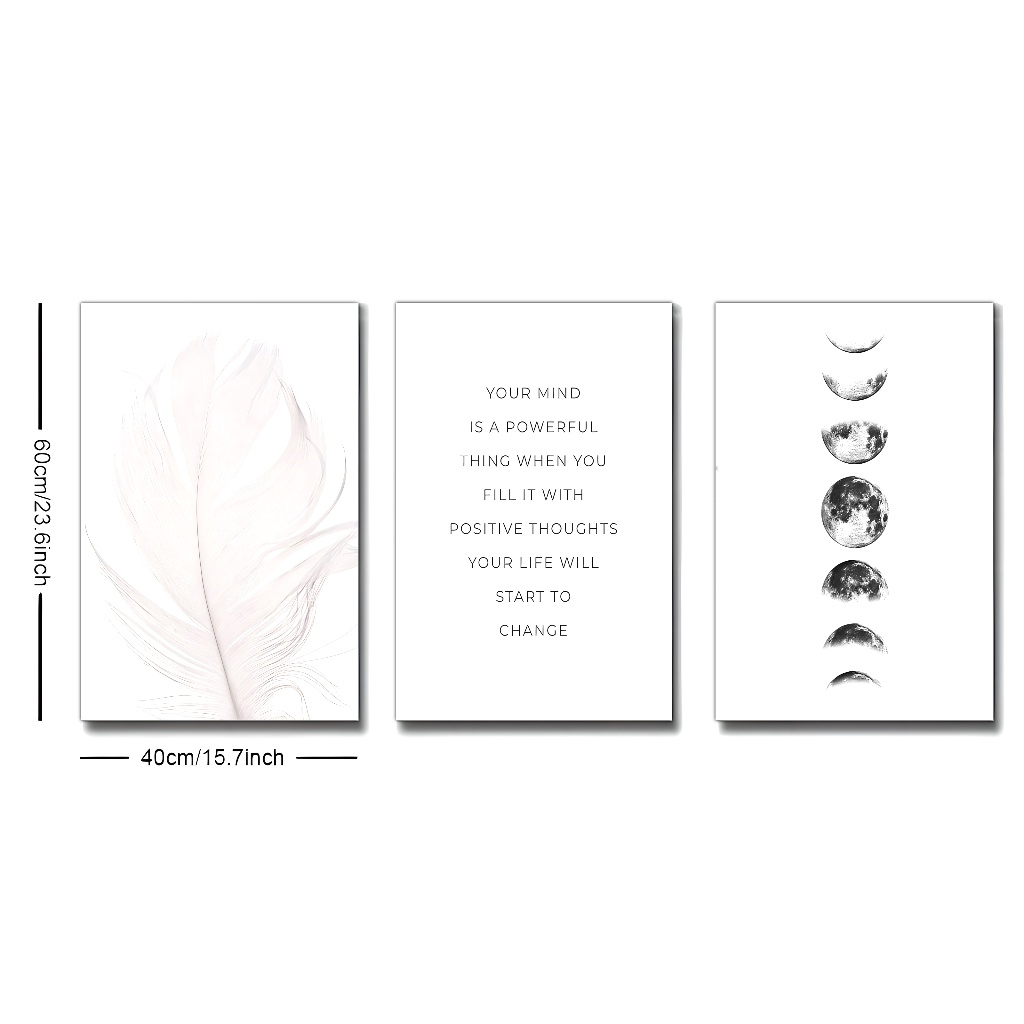 60cm/23.6inch
YOUR MIND
IS A POWERFUL
THING WHEN YOU
FILL IT WITH
POSITIVE THOUGHTS
YOUR LIFE WILL
START TO
CHANGE
40cm/15.7inch